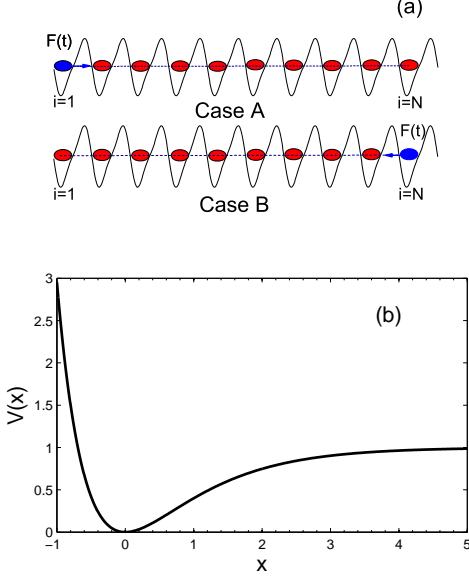 (a)
F(t)
i=1
i=N
Case A
F(t)
i=1
i=N
Case B
(b)
V(x)
3
2.5
2
1.5
1
0.5
0
−1 0 1 2 3 4 5
x